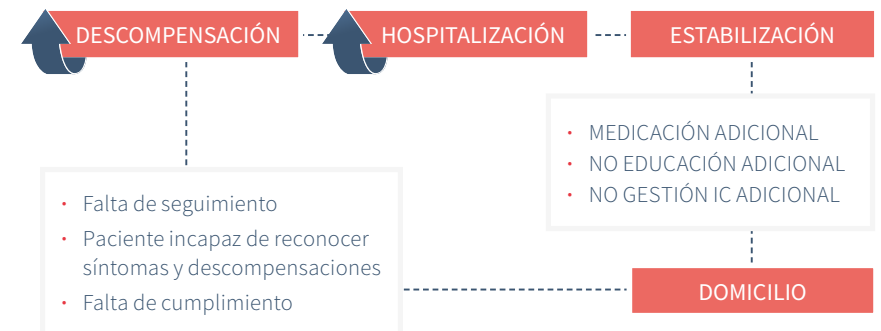 DESCOMPENSACIÓN
HOSPITALIZACIÓN
ESTABILIZACIÓN
• MEDICACIÓN ADICIONAL
• NO EDUCACIÓN ADICIONAL
• NO GESTIÓN IC ADICIONAL
• Falta de seguimiento
• Paciente incapaz de reconocer
síntomas y descompensaciones
• Falta de cumplimiento
DOMICILIO